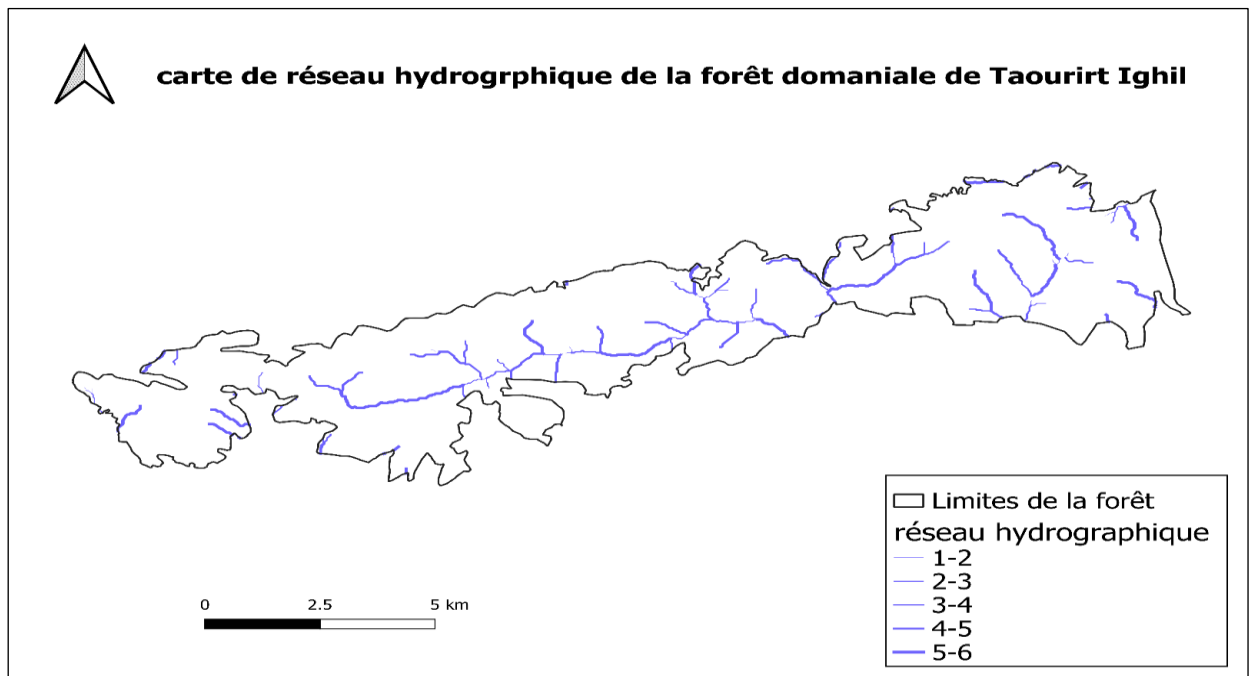 carte de réseau hydrogrphique de la forêt domaniale de Taourirt Ighil
Limites de la forêt
réseau hydrographique
1-2
2-3
3-4
4-5
5-6
0 2.5 5 km